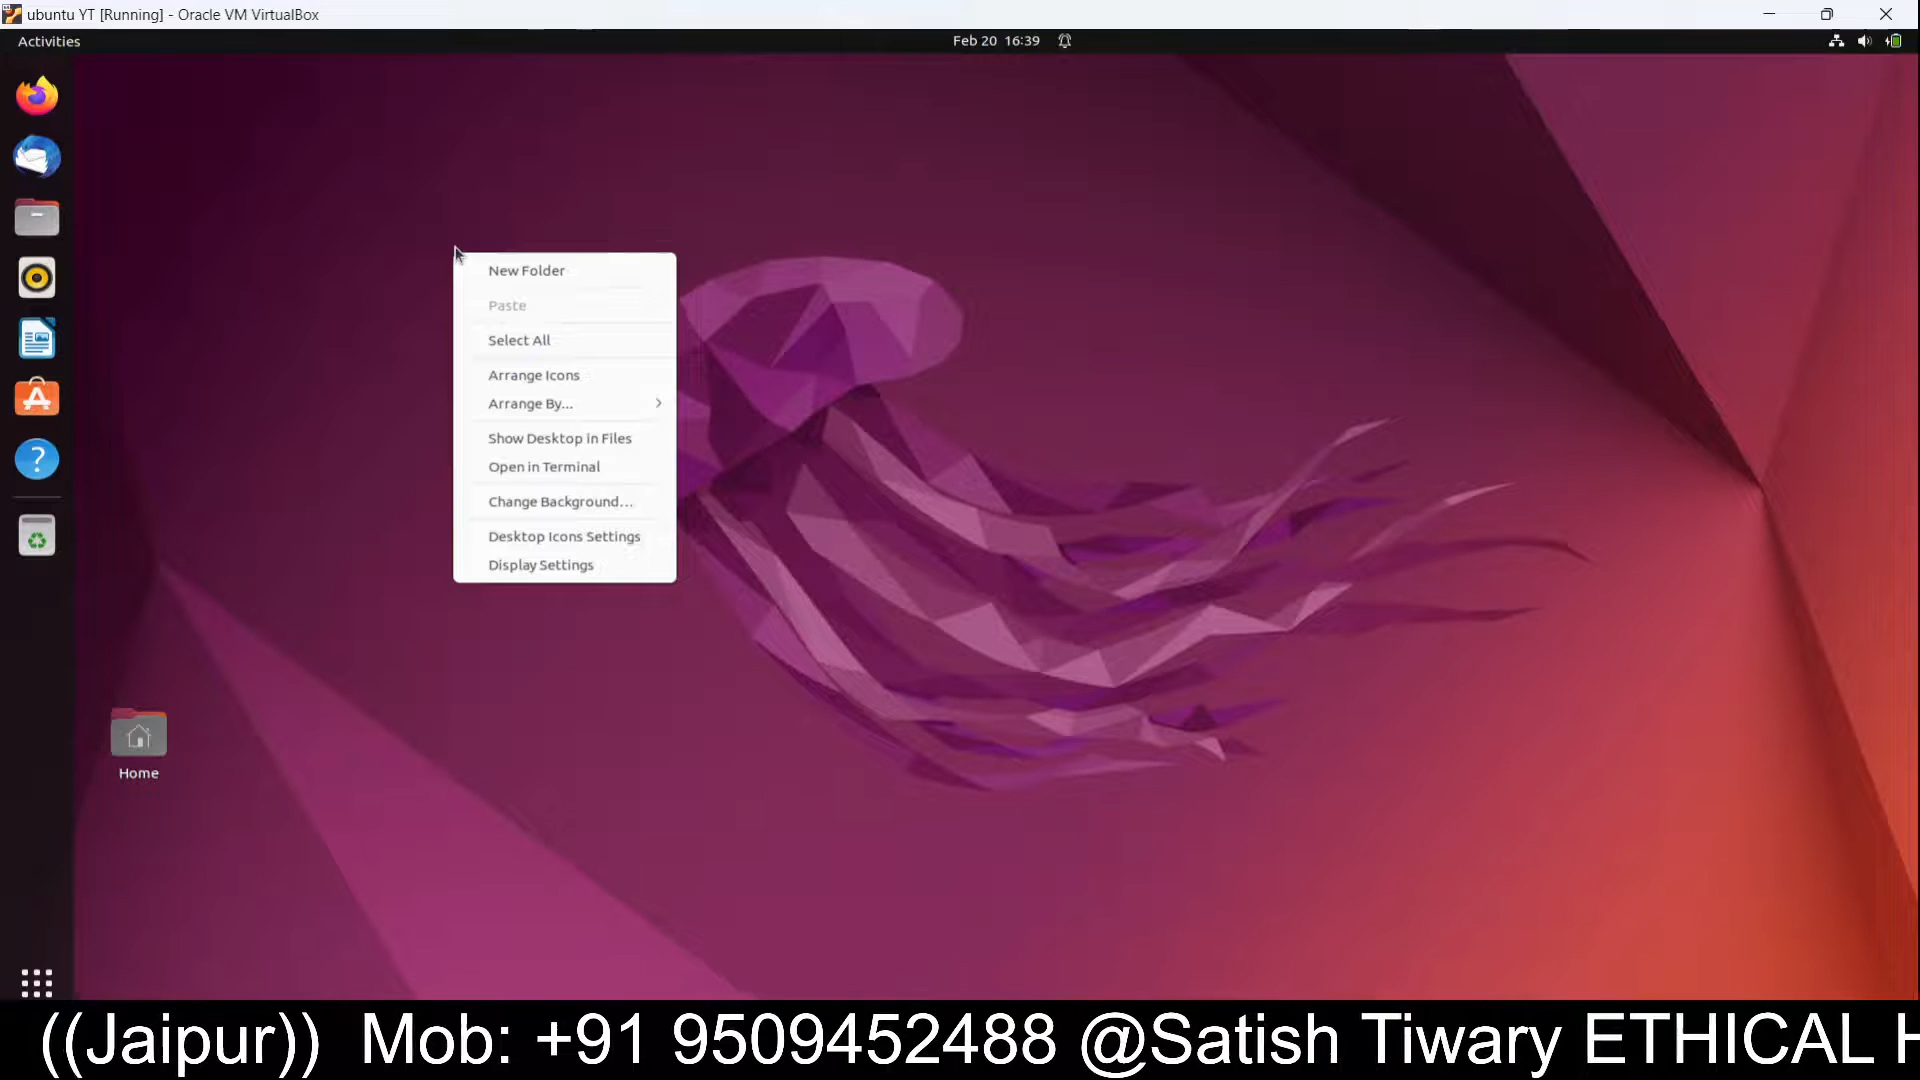 ubuntu YT [Running] - Oracle VM VirtualBox
Activities
Feb 20 16:39
New Folder
Paste
Select All
Arrange Icons
Arrange By...
Show Desktop in Files
Open in Terminal
Change Background...
Desktop Icons Settings
Display Settings
Home
((Jaipur)) Mob: +91 9509452488 @Satish Tiwary ETHICAL H